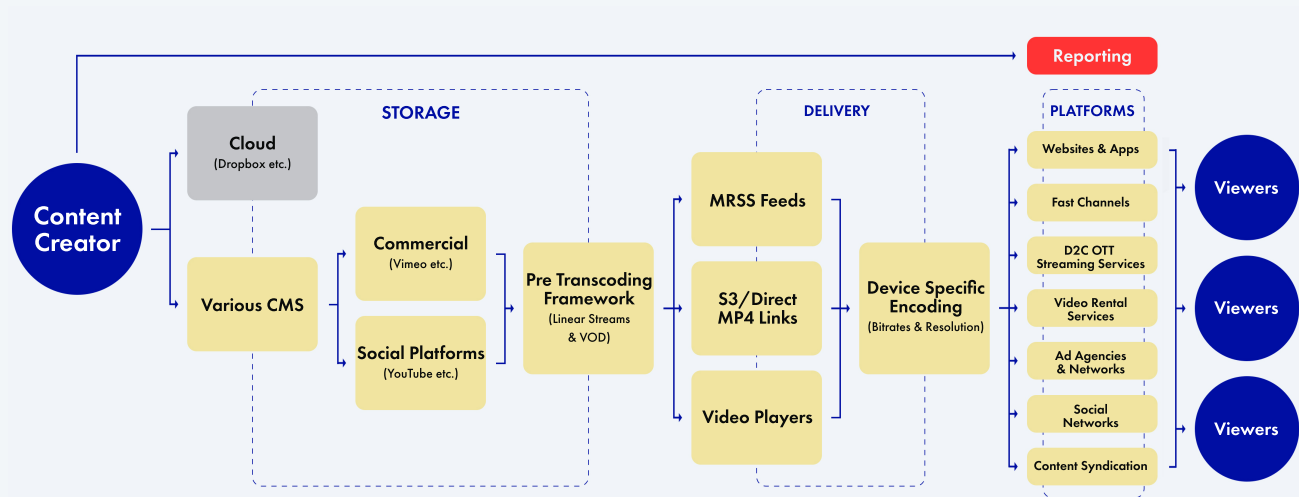 Reporting
STORAGE
DELIVERY
PLATFORMS
Content
Creator
Cloud
(Dropbox etc.)
Various CMS
Commercial
(Vimeo etc.)
Social Platforms
(YouTube etc.)
Pre Transcoding
Framework
(Linear Streams
& VOD)
MRSS Feeds
S3/Direct
MP4 Links
Video Players
Device Specific
Encoding
(Bitrates & Resolution)
Websites & Apps
Fast Channels
D2C OTT
Streaming Services
Video Rental
Services
Ad Agencies
& Networks
Social
Networks
Content Syndication
Viewers
Viewers
Viewers